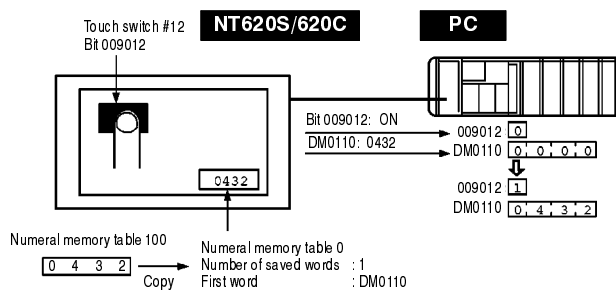 Touch switch #12
Bit 009012
NT620S/620C
PC
Bit 009012: ON
DM0110: 0432
009012 0
DM0110 0 0 0 0
009012 1
DM0110 0 4 3 2
0432
Numeral memory table 100
0 4 3 2
Copy
Numeral memory table 0
Number of saved words : 1
First word : DM0110